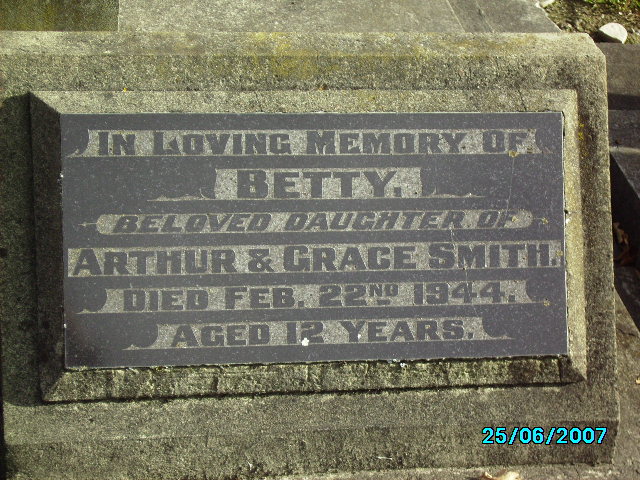 IN LOVING MEMORY. OF
BETTY.
BELOVED DAUGHTER OF
ARTHUR & GRACE SMITH.
DIED FEB. 22ND 1944.
AGED 12 YEARS.
25/06/2007